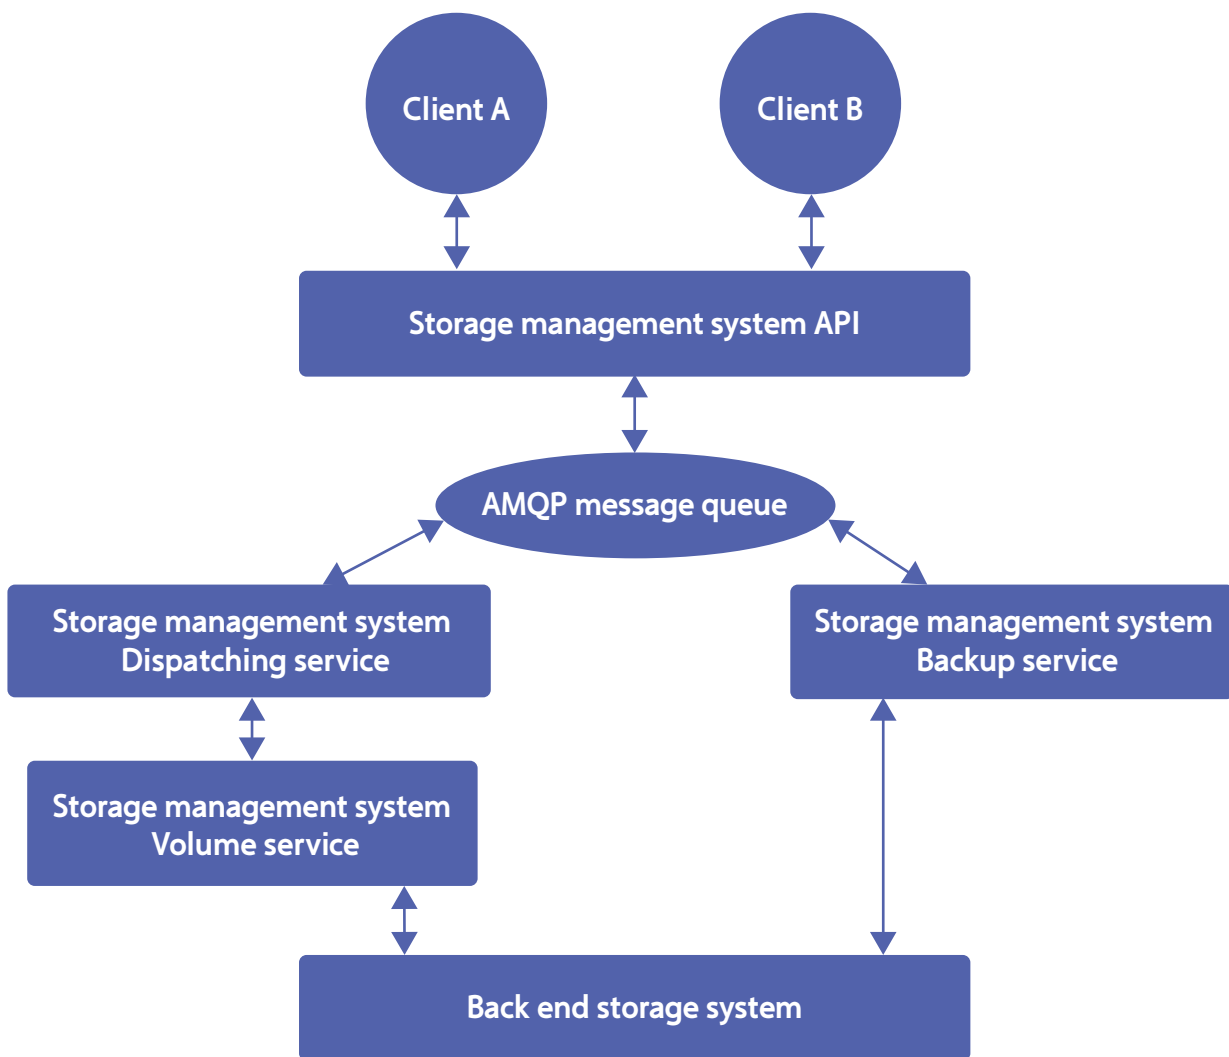 Client A
Client B
Storage management system API
AMQP message queue
Storage management system
Dispatching service
Storage management system
Backup service
Storage management system
Volume service
Back end storage system